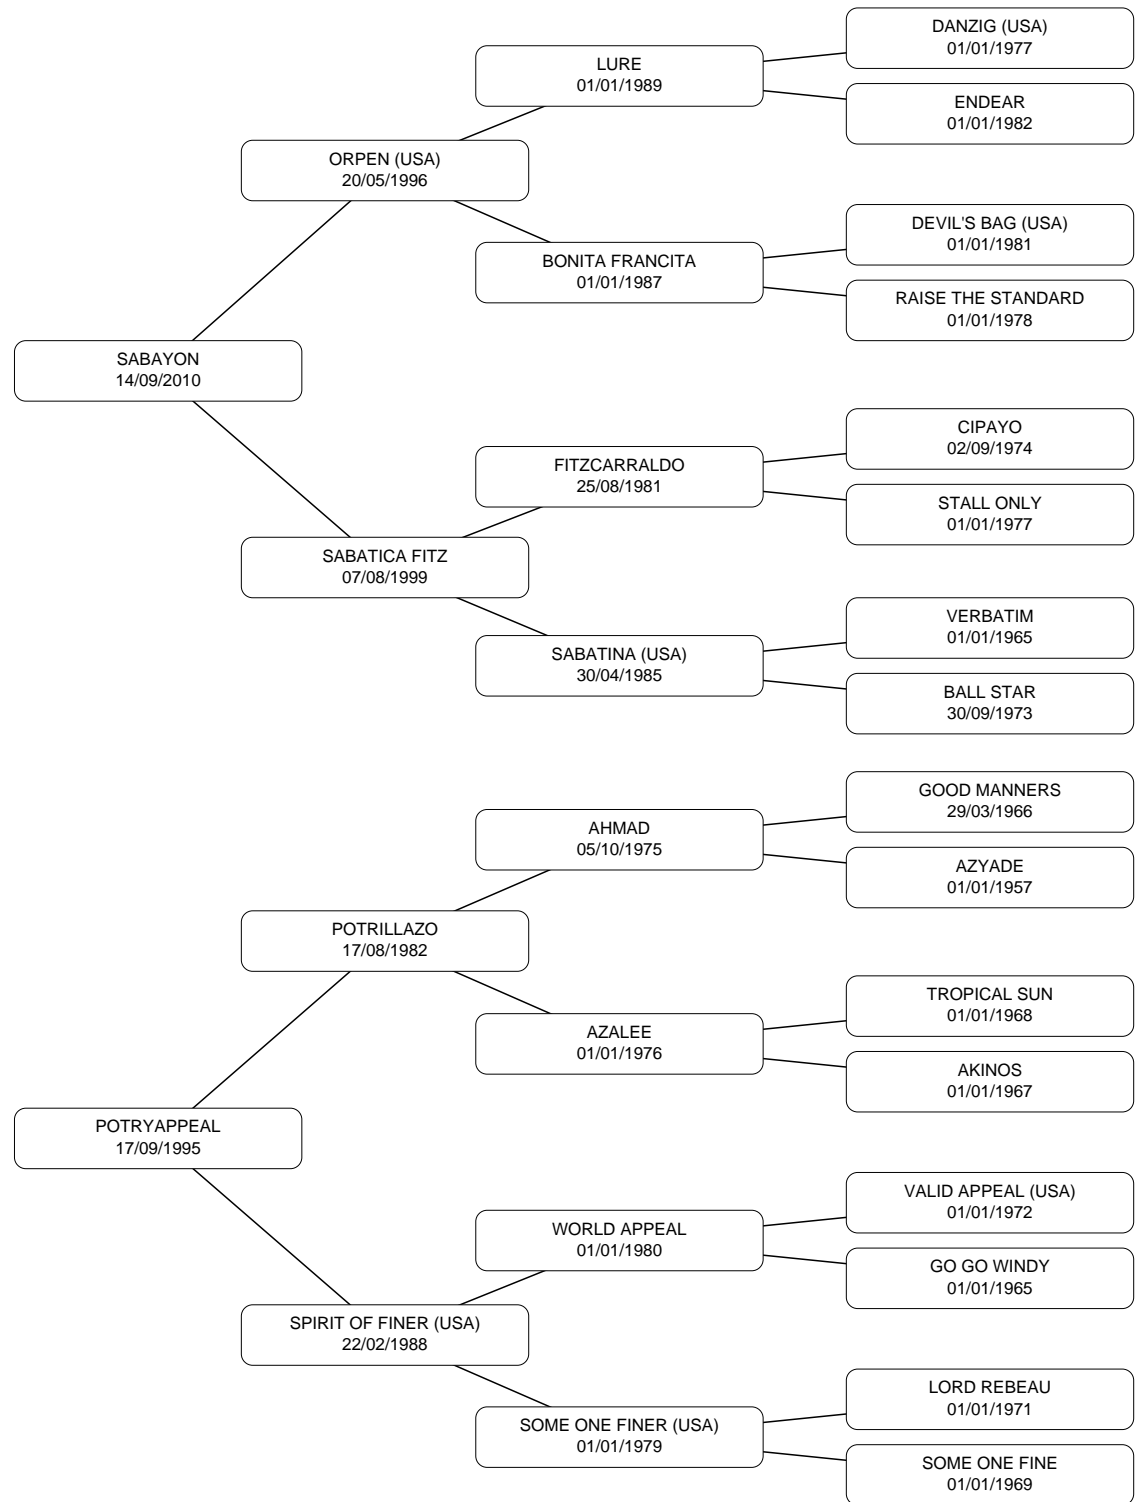 DANZIG (USA)
01/01/1977
LURE
01/01/1989
ENDEAR
01/01/1982
ORPEN (USA)
20/05/1996
DEVIL'S BAG (USA)
01/01/1981
BONITA FRANCITA
01/01/1987
RAISE THE STANDARD
01/01/1978
SABAYON
14/09/2010
CIPAYO
02/09/1974
FITZCARRALDO
25/08/1981
STALL ONLY
01/01/1977
SABATICA FITZ
07/08/1999
VERBATIM
01/01/1965
SABATINA (USA)
30/04/1985
BALL STAR
30/09/1973
GOOD MANNERS
29/03/1966
AHMAD
05/10/1975
AZYADE
01/01/1957
POTRILLAZO
17/08/1982
TROPICAL SUN
01/01/1968
AZALEE
01/01/1976
AKINOS
01/01/1967
POTRYAPPEAL
17/09/1995
VALID APPEAL (USA)
01/01/1972
WORLD APPEAL
01/01/1980
GO GO WINDY
01/01/1965
SPIRIT OF FINER (USA)
22/02/1988
LORD REBEAU
01/01/1971
SOME ONE FINER (USA)
01/01/1979
SOME ONE FINE
01/01/1969